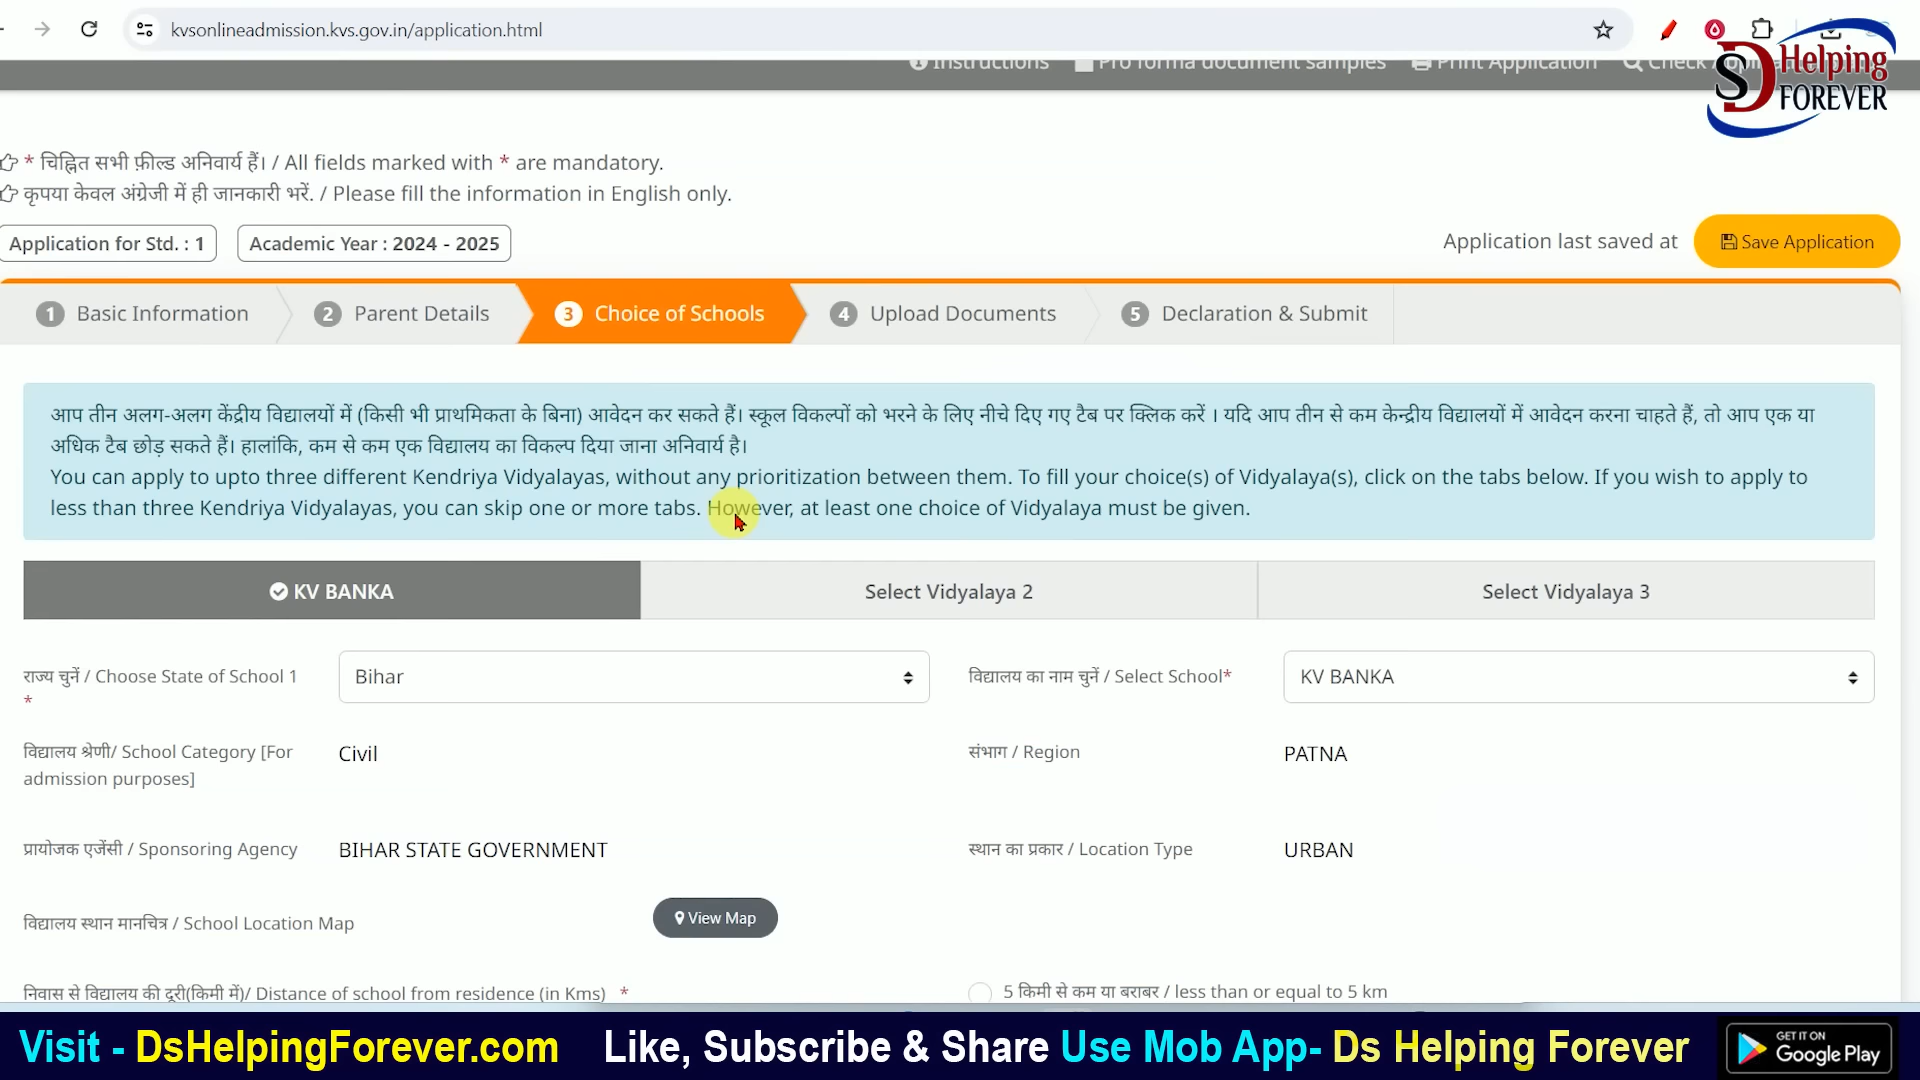 kvsonlineadmission.kvs.gov.in/application.html
Instructions Pro forma document samples Print Application Check
SD Helping FOREVER
* चिह्नित सभी फ़ील्ड अनिवार्य हैं। / All fields marked with * are mandatory.
कृपया केवल अंग्रेजी में ही जानकारी भरें. / Please fill the information in English only.
Application for Std. : 1 Academic Year : 2024 - 2025 Application last saved at Save Application
1 Basic Information 2 Parent Details 3 Choice of Schools 4 Upload Documents 5 Declaration & Submit
आप तीन अलग-अलग केंद्रीय विद्यालयों में (किसी भी प्राथमिकता के बिना) आवेदन कर सकते हैं। स्कूल विकल्पों को भरने के लिए नीचे दिए गए टैब पर क्लिक करें । यदि आप तीन से कम केन्द्रीय विद्यालयों में आवेदन करना चाहते हैं, तो आप एक या
अधिक टैब छोड़ सकते हैं। हालांकि, कम से कम एक विद्यालय का विकल्प दिया जाना अनिवार्य है।
You can apply to upto three different Kendriya Vidyalayas, without any prioritization between them. To fill your choice(s) of Vidyalaya(s), click on the tabs below. If you wish to apply to
less than three Kendriya Vidyalayas, you can skip one or more tabs. However, at least one choice of Vidyalaya must be given.
KV BANKA Select Vidyalaya 2 Select Vidyalaya 3
राज्य चुनें / Choose State of School 1 * Bihar विद्यालय का नाम चुनें / Select School* KV BANKA
विद्यालय श्रेणी/ School Category [For admission purposes] Civil संभाग / Region PATNA
प्रायोजक एजेंसी / Sponsoring Agency BIHAR STATE GOVERNMENT स्थान का प्रकार / Location Type URBAN
विद्यालय स्थान मानचित्र / School Location Map View Map
निवास से विद्यालय की दूरी(किमी में)/ Distance of school from residence (in Kms) * 5 किमी से कम या बराबर / less than or equal to 5 km
Visit - DsHelpingForever.com Like, Subscribe & Share Use Mob App- Ds Helping Forever GET IT ON Google Play